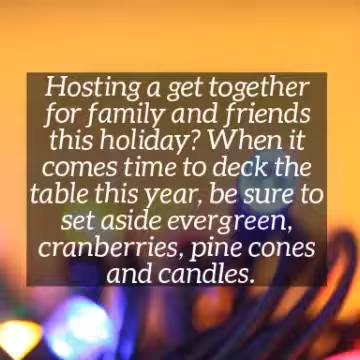 Hosting a get together
for family and friends
this holiday? When it
comes time to deck the
table this year, be sure to
set aside evergreen,
cranberries, pine cones
and candles.